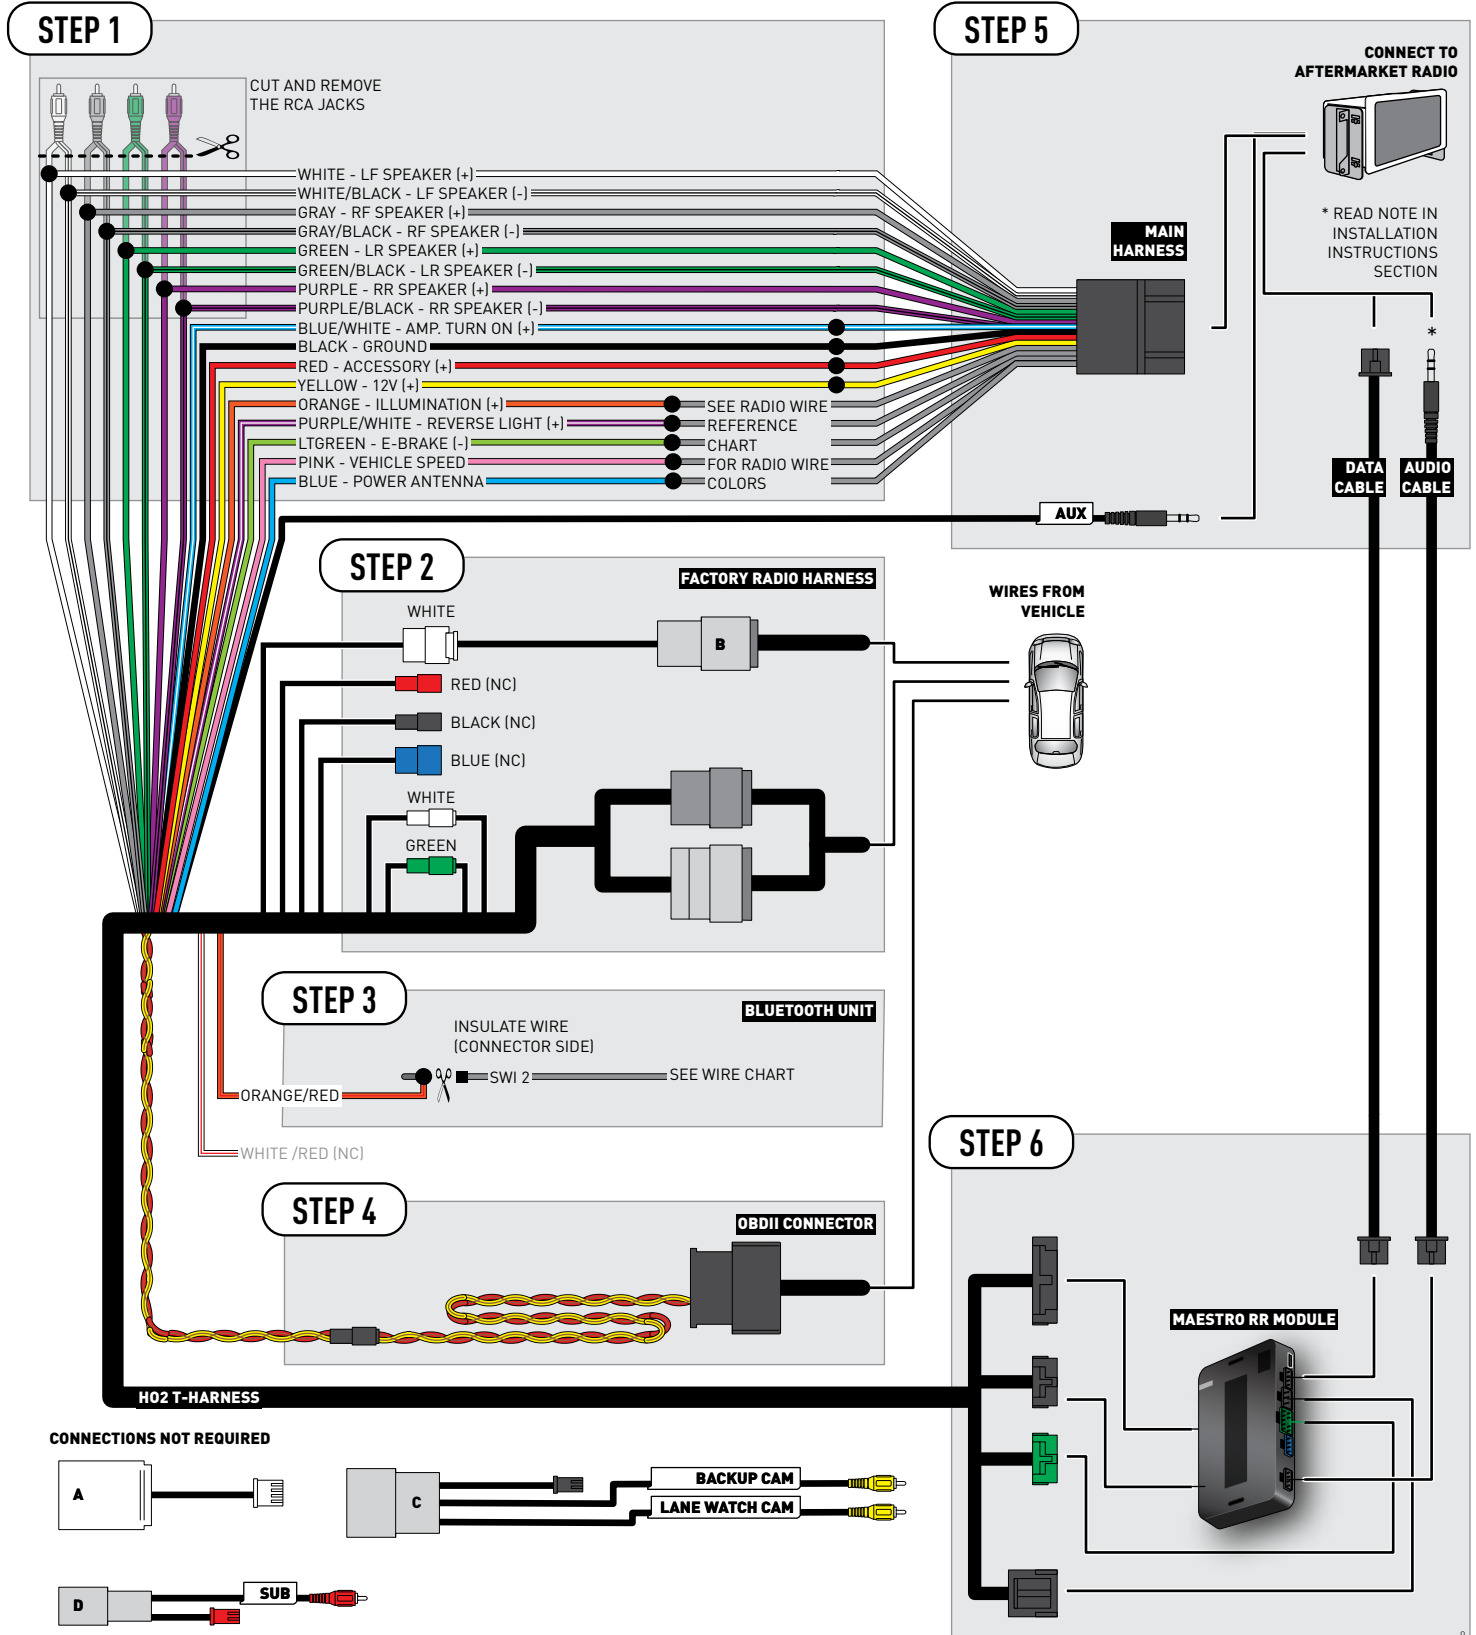 STEP 1
CUT AND REMOVE
THE RCA JACKS
WHITE - LF SPEAKER (+)
WHITE/BLACK - LF SPEAKER (-)
GRAY - RF SPEAKER (+)
GRAY/BLACK - RF SPEAKER (-)
GREEN - LR SPEAKER (+)
GREEN/BLACK - LR SPEAKER (-)
PURPLE - RR SPEAKER (+)
PURPLE/BLACK - RR SPEAKER (-)
BLUE/WHITE - AMP. TURN ON (+)
BLACK - GROUND
RED - ACCESSORY (+)
YELLOW - 12V (+)
ORANGE - ILLUMINATION (+)
PURPLE/WHITE - REVERSE LIGHT (+)
LTGREEN - E-BRAKE (-)
PINK - VEHICLE SPEED
BLUE - POWER ANTENNA
SEE RADIO WIRE
REFERENCE
CHART
FOR RADIO WIRE
COLORS
STEP 5
CONNECT TO
AFTERMARKET RADIO
MAIN
HARNESS
* READ NOTE IN
INSTALLATION
INSTRUCTIONS
SECTION
*
DATA
CABLE
AUDIO
CABLE
AUX
STEP 2
FACTORY RADIO HARNESS
WHITE
B
RED (NC)
BLACK (NC)
BLUE (NC)
WHITE
GREEN
WIRES FROM
VEHICLE
STEP 3
BLUETOOTH UNIT
INSULATE WIRE
(CONNECTOR SIDE)
SWI 2
SEE WIRE CHART
ORANGE/RED
WHITE /RED (NC)
STEP 4
OBDII CONNECTOR
STEP 6
MAESTRO RR MODULE
HO2 T-HARNESS
CONNECTIONS NOT REQUIRED
A
C
BACKUP CAM
LANE WATCH CAM
D
SUB